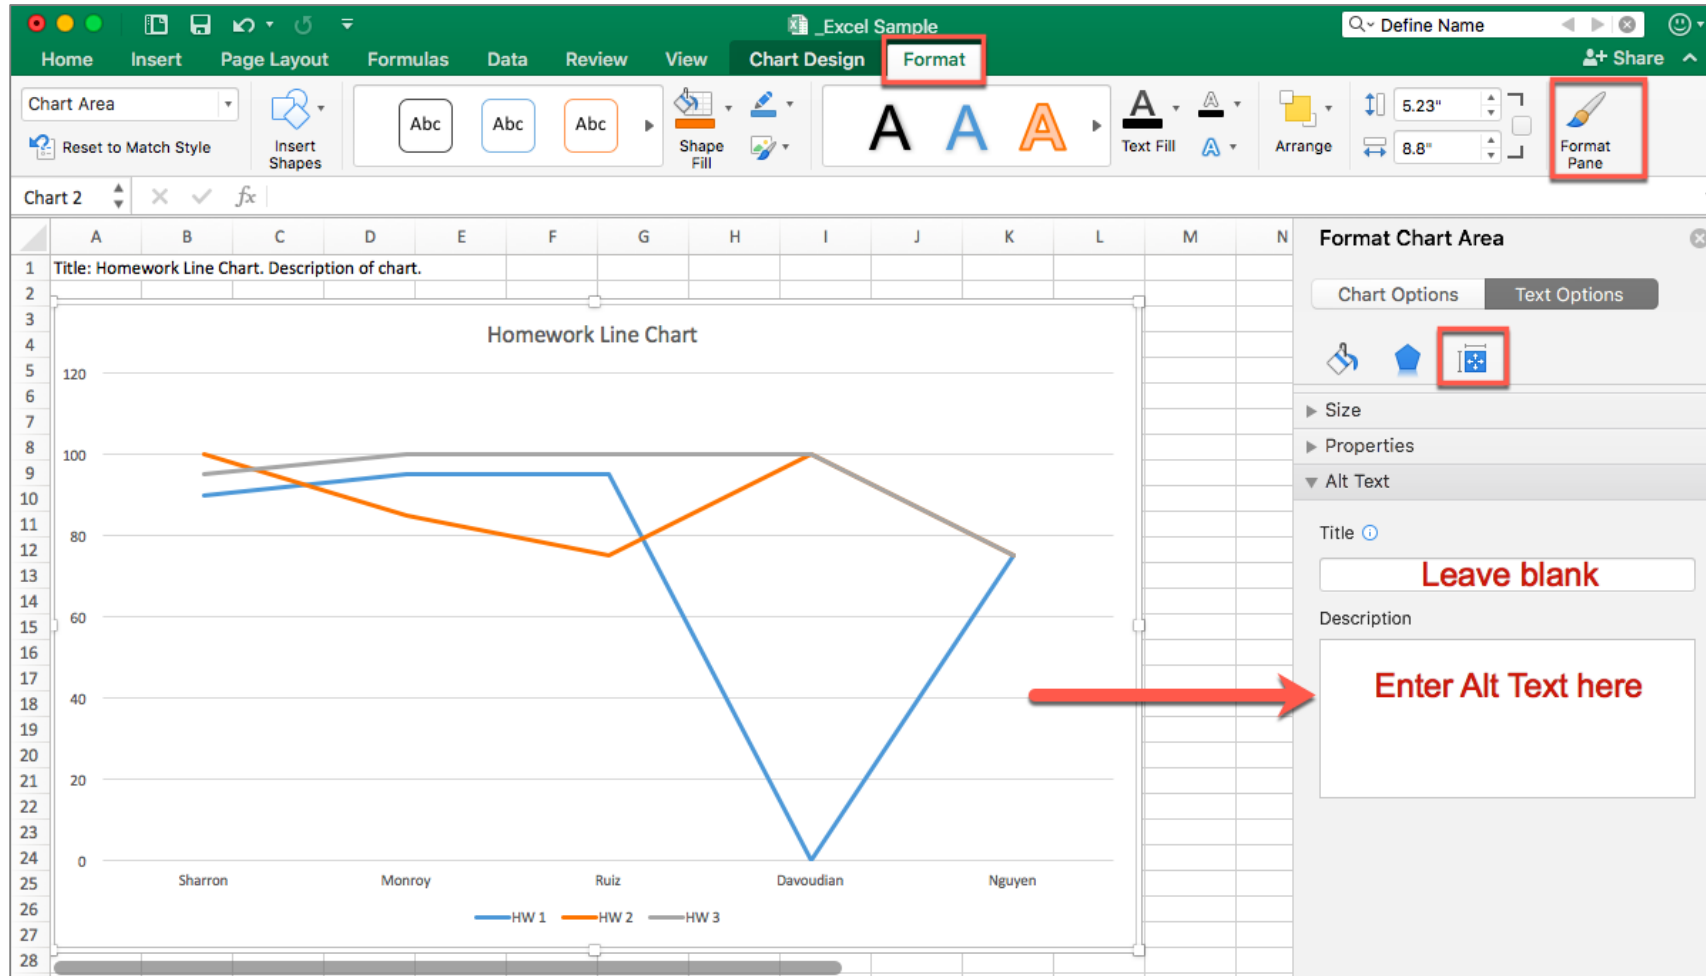 _Excel Sample
Define Name
Home Insert Page Layout Formulas Data Review View Chart Design Format Share
Chart Area
Reset to Match Style
Insert
Shapes
Abc Abc Abc
Shape
Fill
A A A
Text Fill
Arrange
5.23"
8.8"
Format
Pane
Chart 2 fx
A B C D E F G H I J K L M N
1 Title: Homework Line Chart. Description of chart.
2
3
4
5
6
7
8
9
10
11
12
13
14
15
16
17
18
19
20
21
22
23
24
25
26
27
28
Homework Line Chart
120
100
80
60
40
20
0
Sharron Monroy Ruiz Davoudian Nguyen
HW 1 HW 2 HW 3
Format Chart Area
Chart Options Text Options
Size
Properties
Alt Text
Title
Leave blank
Description
Enter Alt Text here